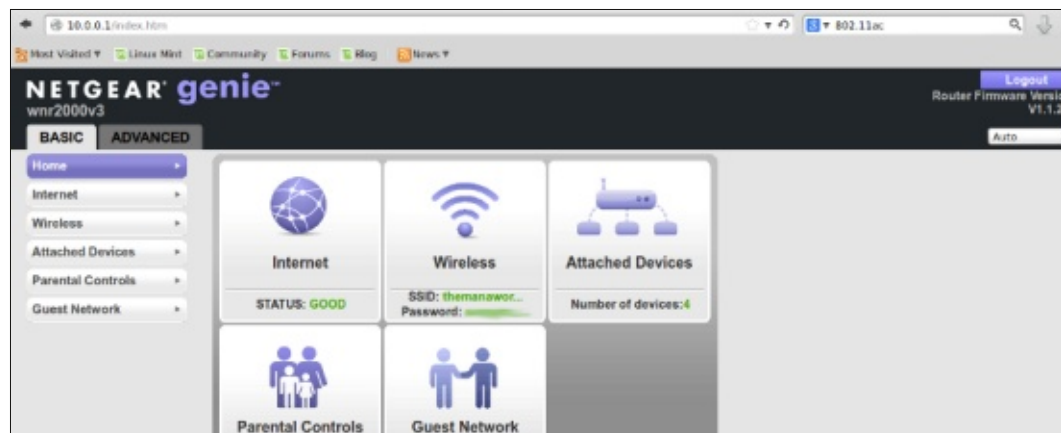 10.0.0.1/index.htm
802.11ac
Most Visited
Linux Mint
Community
Forums
Blog
News
NETGEAR genie™
wnr2000v3
Logout
Router Firmware Versio
V1.1.2
BASIC
ADVANCED
Auto
Home
Internet
Wireless
Attached Devices
Parental Controls
Guest Network
Internet
STATUS: GOOD
Wireless
SSID: themanawor...
Password:
Attached Devices
Number of devices:4
Parental Controls
Guest Network